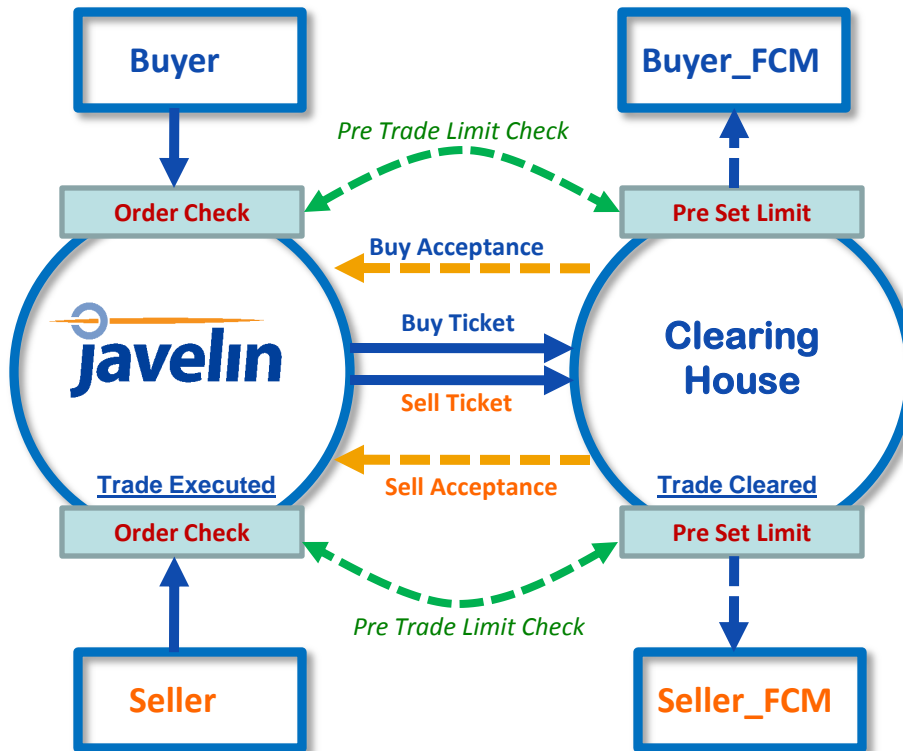 Buyer
Buyer_FCM
Pre Trade Limit Check
Order Check
Pre Set Limit
Buy Acceptance
javelin
Buy Ticket
Clearing
House
Sell Ticket
Trade Executed
Sell Acceptance
Trade Cleared
Order Check
Pre Set Limit
Pre Trade Limit Check
Seller
Seller_FCM